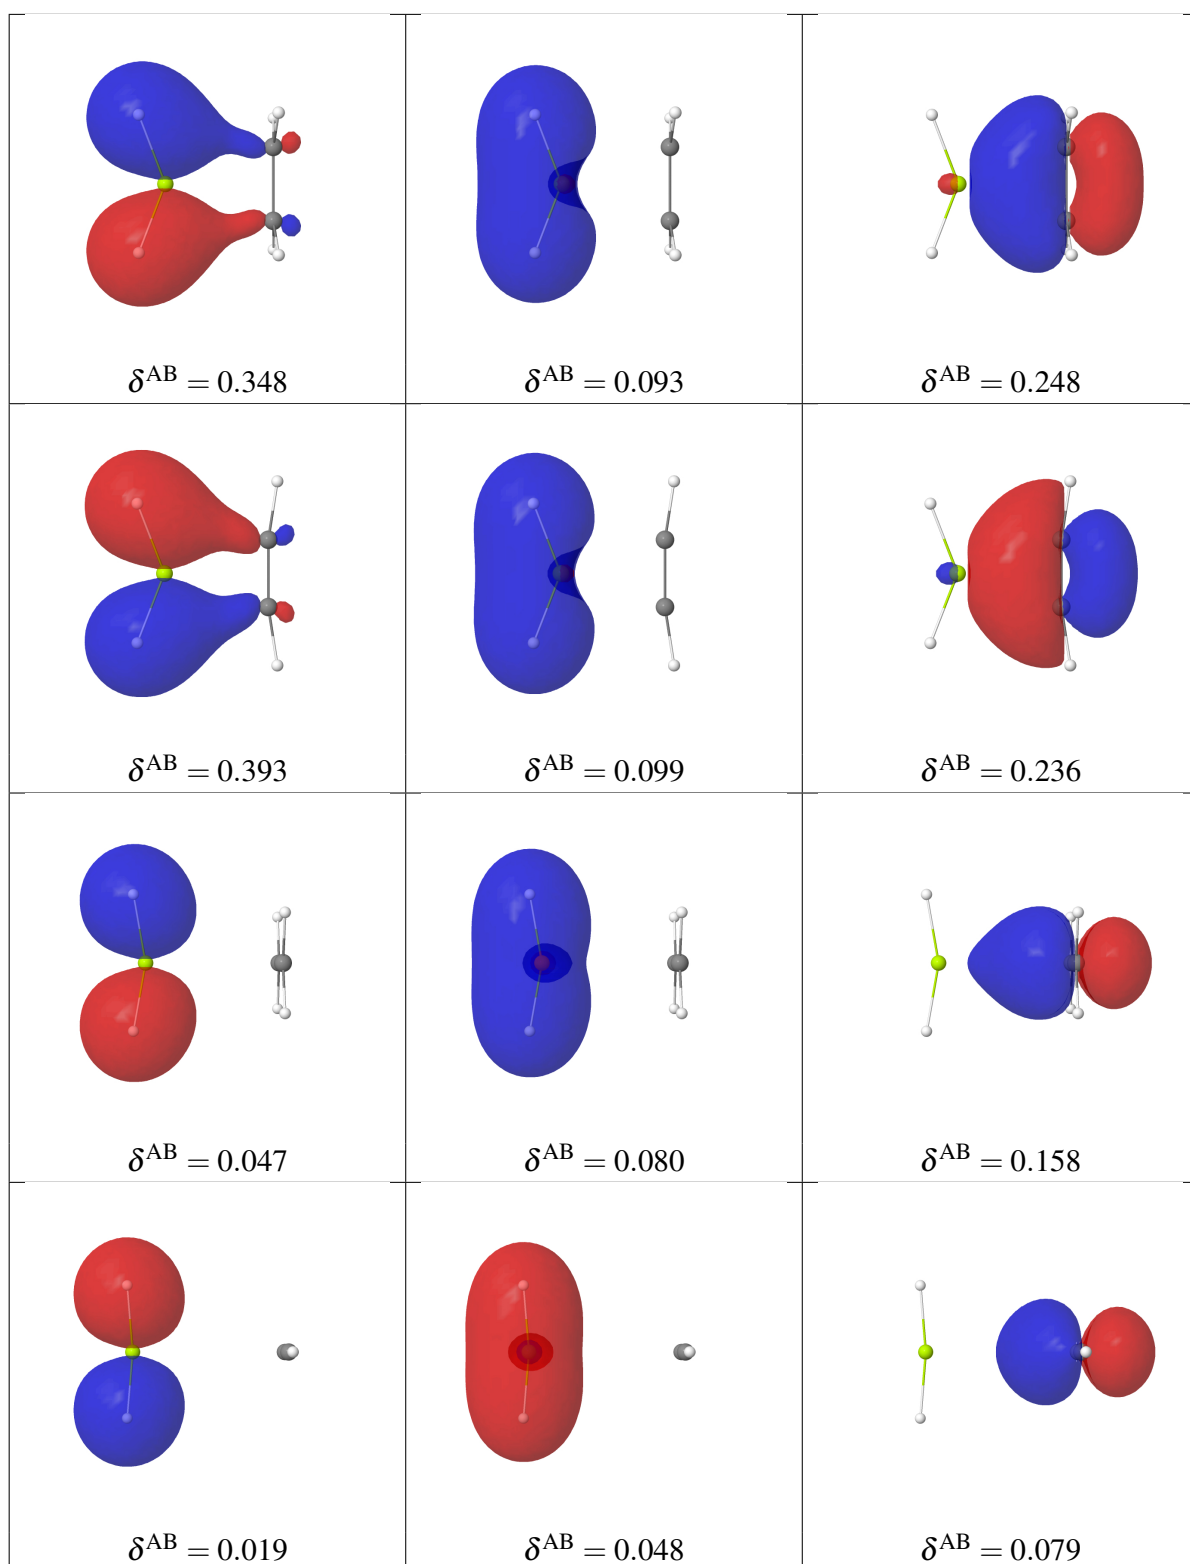 δ^AB = 0.348 δ^AB = 0.093 δ^AB = 0.248
δ^AB = 0.393 δ^AB = 0.099 δ^AB = 0.236
δ^AB = 0.047 δ^AB = 0.080 δ^AB = 0.158
δ^AB = 0.019 δ^AB = 0.048 δ^AB = 0.079